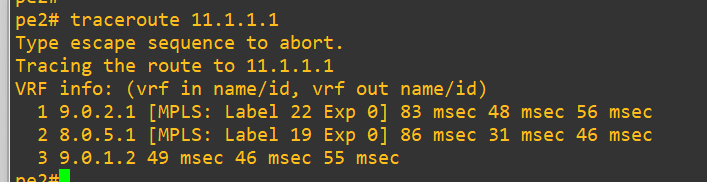 pe2#
pe2# traceroute 11.1.1.1
Type escape sequence to abort.
Tracing the route to 11.1.1.1
VRF info: (vrf in name/id, vrf out name/id)
1 9.0.2.1 [MPLS: Label 22 Exp 0] 83 msec 48 msec 56 msec
2 8.0.5.1 [MPLS: Label 19 Exp 0] 86 msec 31 msec 46 msec
3 9.0.1.2 49 msec 46 msec 55 msec
pe2#